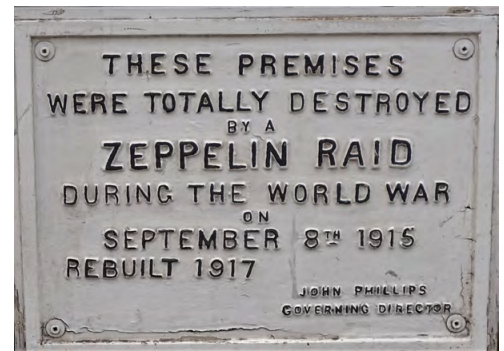 THESE PREMISES
WERE TOTALLY DESTROYED
BY A
ZEPPELIN RAID
DURING THE WORLD WAR
ON
SEPTEMBER 8TH 1915
REBUILT 1917
JOHN PHILLIPS
GOVERNING DIRECTOR